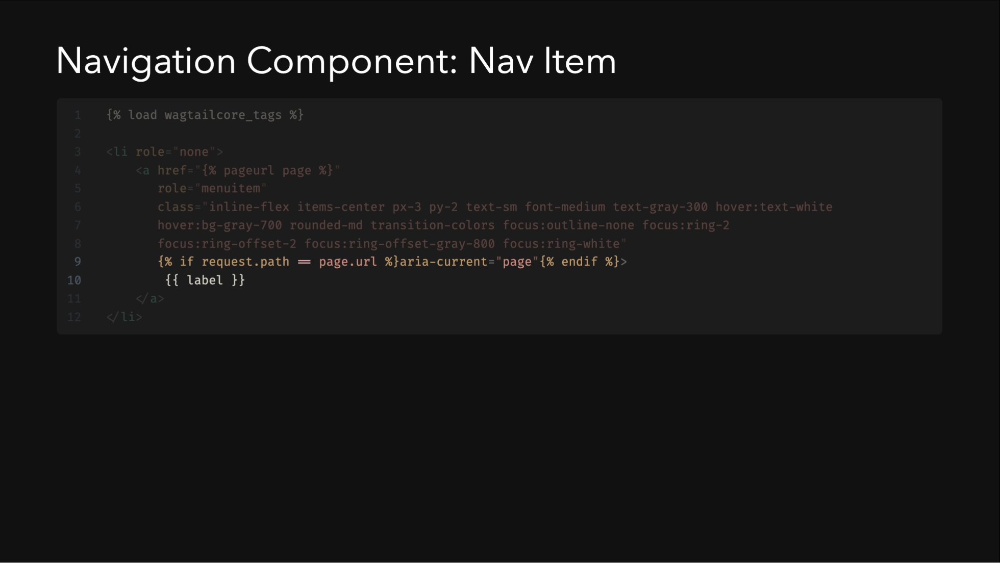 Navigation Component: Nav Item
1 {% load wagtailcore_tags %}
2
3 <li role="none">
4 <a href="{% pageurl page %}"
5 role="menuitem"
6 class="inline-flex items-center px-3 py-2 text-sm font-medium text-gray-300 hover:text-white
7 hover:bg-gray-700 rounded-md transition-colors focus:outline-none focus:ring-2
8 focus:ring-offset-2 focus:ring-offset-gray-800 focus:ring-white"
9 {% if request.path == page.url %}aria-current="page"{% endif %}>
10 {{ label }}
11 </a>
12 </li>